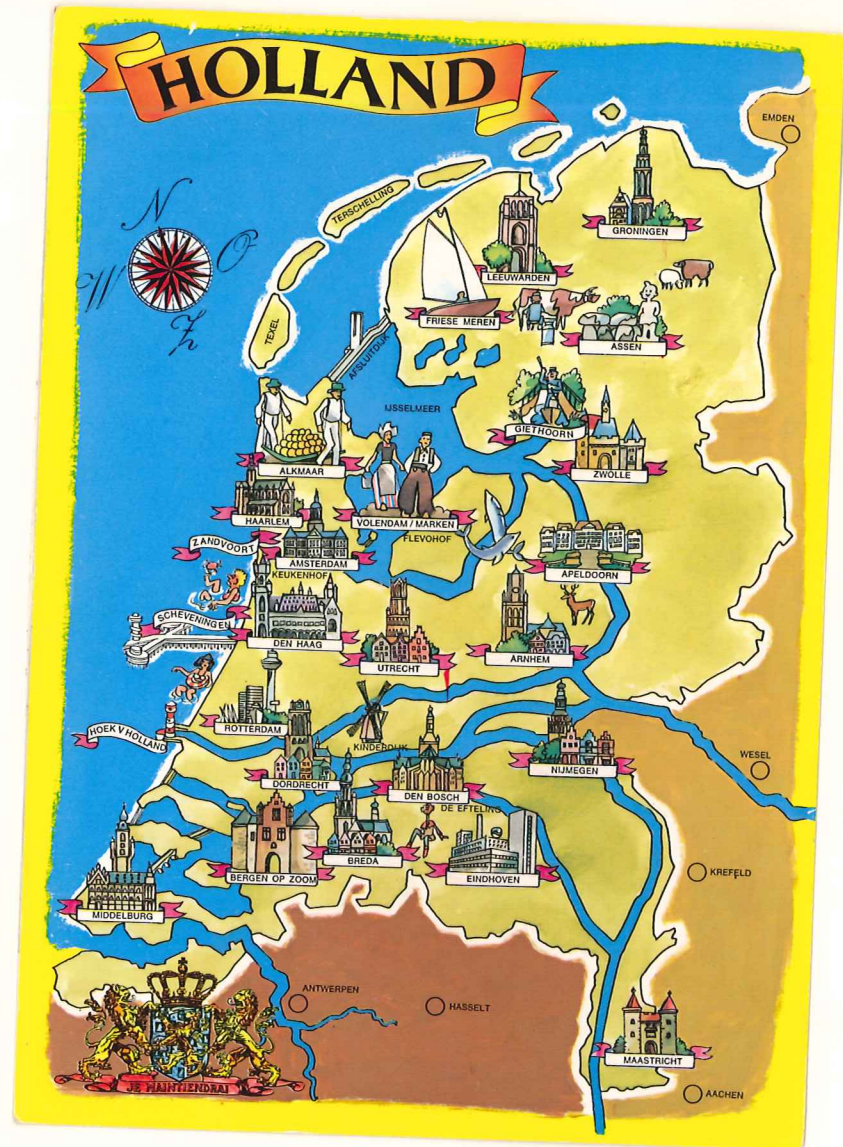 HOLLAND
EMDEN
TERSCHELLING
GRONINGEN
N
O
W
Z
LEEUWARDEN
FRIESE MEREN
TEXEL
AFSLUITDIJK
ASSEN
IJSSELMEER
GIETHOORN
ALKMAAR
ZWOLLE
HAARLEM
VOLENDAM / MARKEN
FLEVOHOF
ZANDVOORT
AMSTERDAM
KEUKENHOF
APELDOORN
SCHEVENINGEN
DEN HAAG
UTRECHT
ARNHEM
ROTTERDAM
HOEK V HOLLAND
KINDERDIJK
WESEL
NIJMEGEN
DORDRECHT
DEN BOSCH
DE EFTELING
BREDA
BERGEN OP ZOOM
EINDHOVEN
KREFELD
MIDDELBURG
ANTWERPEN
HASSELT
MAASTRICHT
JE MAINTIENDRAI
AACHEN